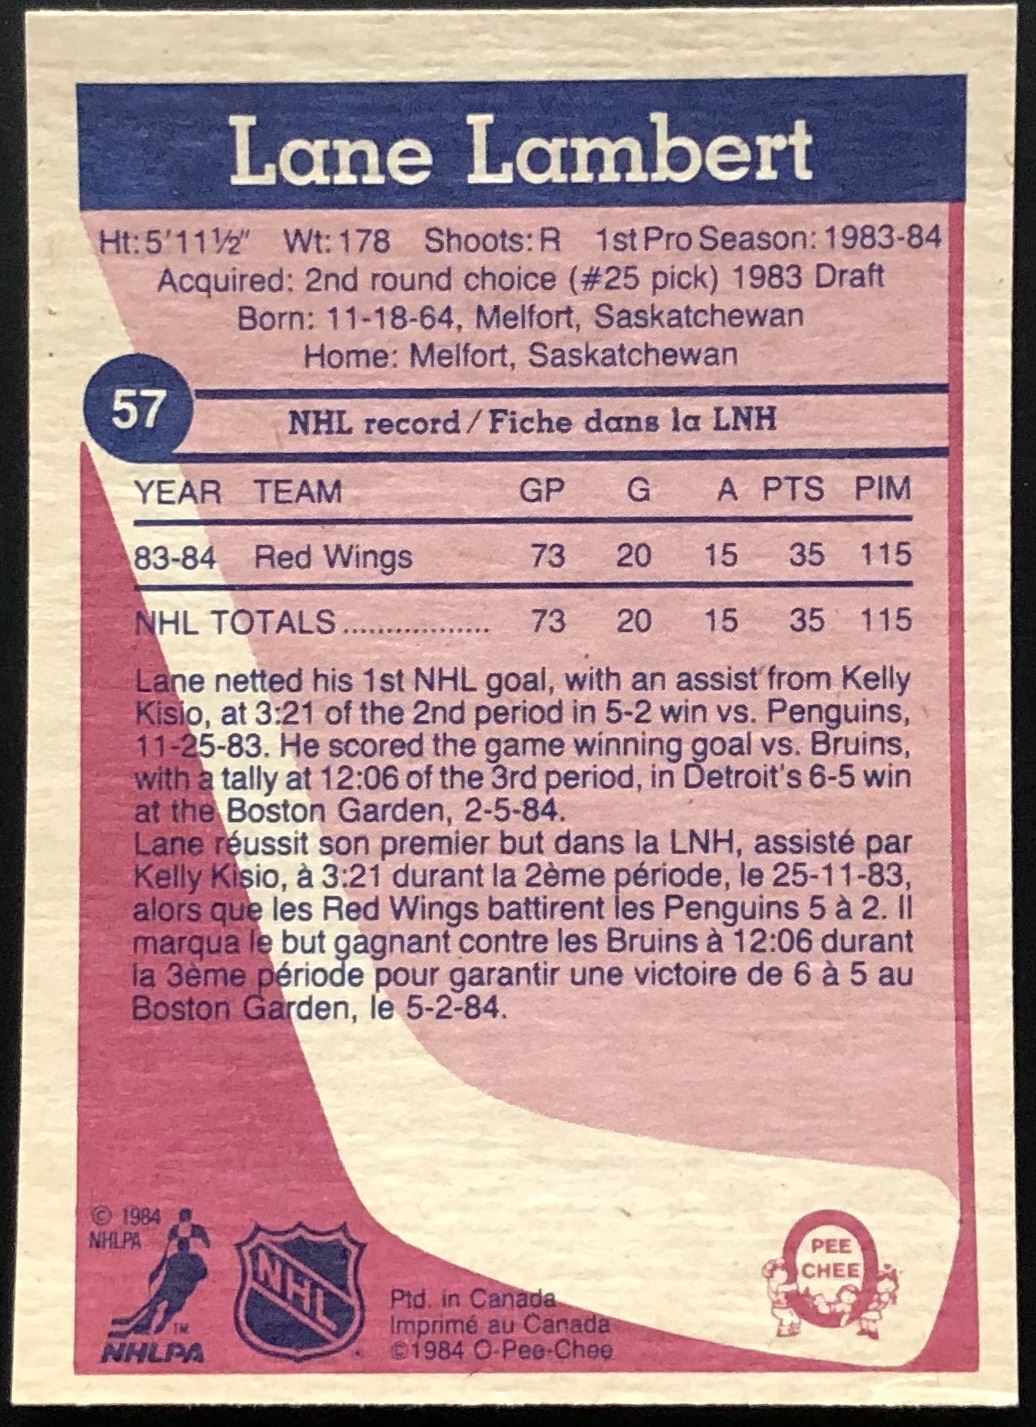 Lane Lambert
Ht: 5'11½" Wt: 178 Shoots: R 1st Pro Season: 1983-84
Acquired: 2nd round choice (#25 pick) 1983 Draft
Born: 11-18-64, Melfort, Saskatchewan
Home: Melfort, Saskatchewan
57
NHL record / Fiche dans la LNH
YEAR TEAM GP G A PTS PIM
83-84 Red Wings 73 20 15 35 115
NHL TOTALS ................. 73 20 15 35 115
Lane netted his 1st NHL goal, with an assist from Kelly
Kisio, at 3:21 of the 2nd period in 5-2 win vs. Penguins,
11-25-83. He scored the game winning goal vs. Bruins,
with a tally at 12:06 of the 3rd period, in Detroit's 6-5 win
at the Boston Garden, 2-5-84.
Lane réussit son premier but dans la LNH, assisté par
Kelly Kisio, à 3:21 durant la 2ème période, le 25-11-83,
alors que les Red Wings battirent les Penguins 5 à 2. Il
marqua le but gagnant contre les Bruins à 12:06 durant
la 3ème période pour garantir une victoire de 6 à 5 au
Boston Garden, le 5-2-84.
© 1984
NHLPA
TM
NHLPA
NHL
Ptd. in Canada
Imprimé au Canada
©1984 O-Pee-Chee
PEE
CHEE